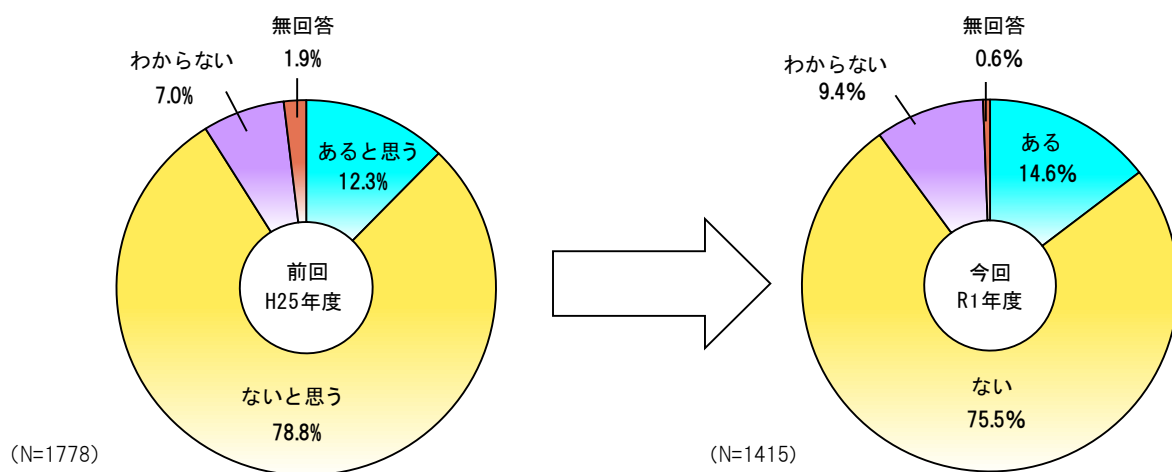 無回答
1.9%
わからない
7.0%
あると思う
12.3%
前回
H25年度
ないと思う
78.8%
(N=1778)
無回答
0.6%
わからない
9.4%
ある
14.6%
今回
R1年度
ない
75.5%
(N=1415)